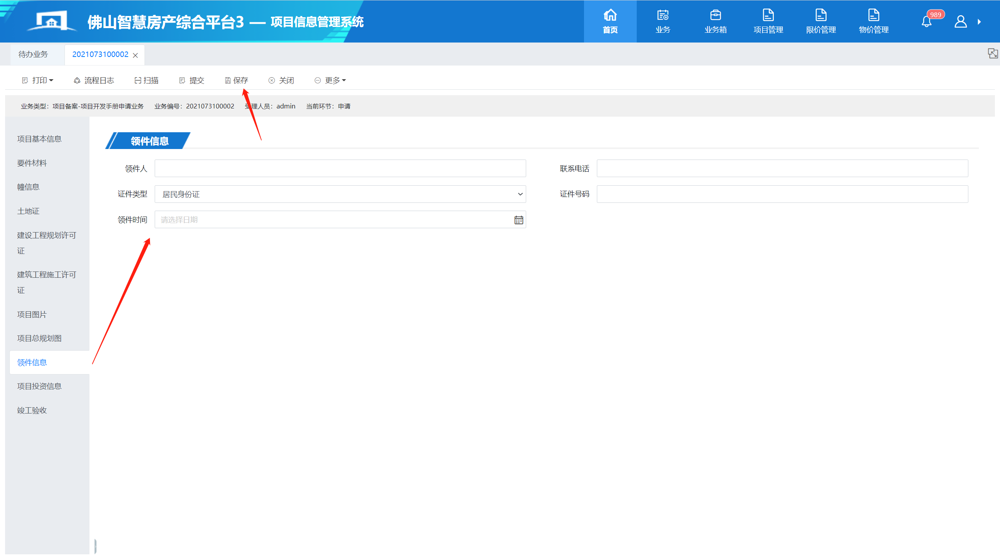 佛山智慧房产综合平台3 — 项目信息管理系统
首页
业务
业务箱
项目管理
限价管理
物价管理
989
待办业务
2021073100002
打印
流程日志
扫描
提交
保存
关闭
更多
业务类型：项目备案-项目开发手册申请业务 业务编号：2021073100002 受理人员：admin 当前环节：申请
项目基本信息
要件材料
幢信息
土地证
建设工程规划许可
证
建筑工程施工许可
证
项目图片
项目总规划图
领件信息
项目投资信息
竣工验收
领件信息
领件人
联系电话
证件类型 居民身份证
证件号码
领件时间 请选择日期